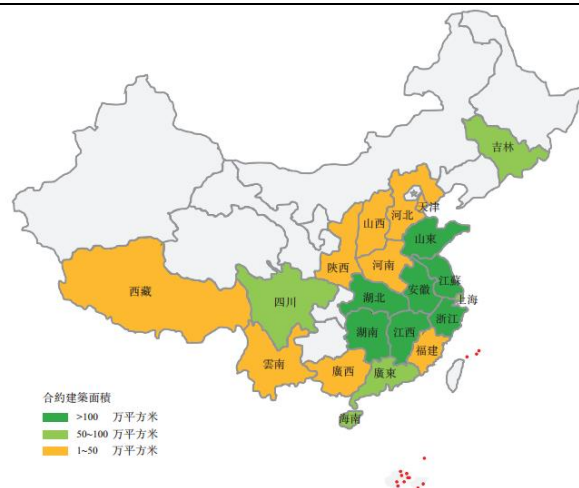 吉林
天津
河北
山西
山東
陝西
河南
江蘇
安徽
湖北
上海
西藏
四川
浙江
湖南
江西
福建
雲南
廣西
廣東
海南
合約建築面積
>100 万平方米
50~100 万平方米
1~50 万平方米